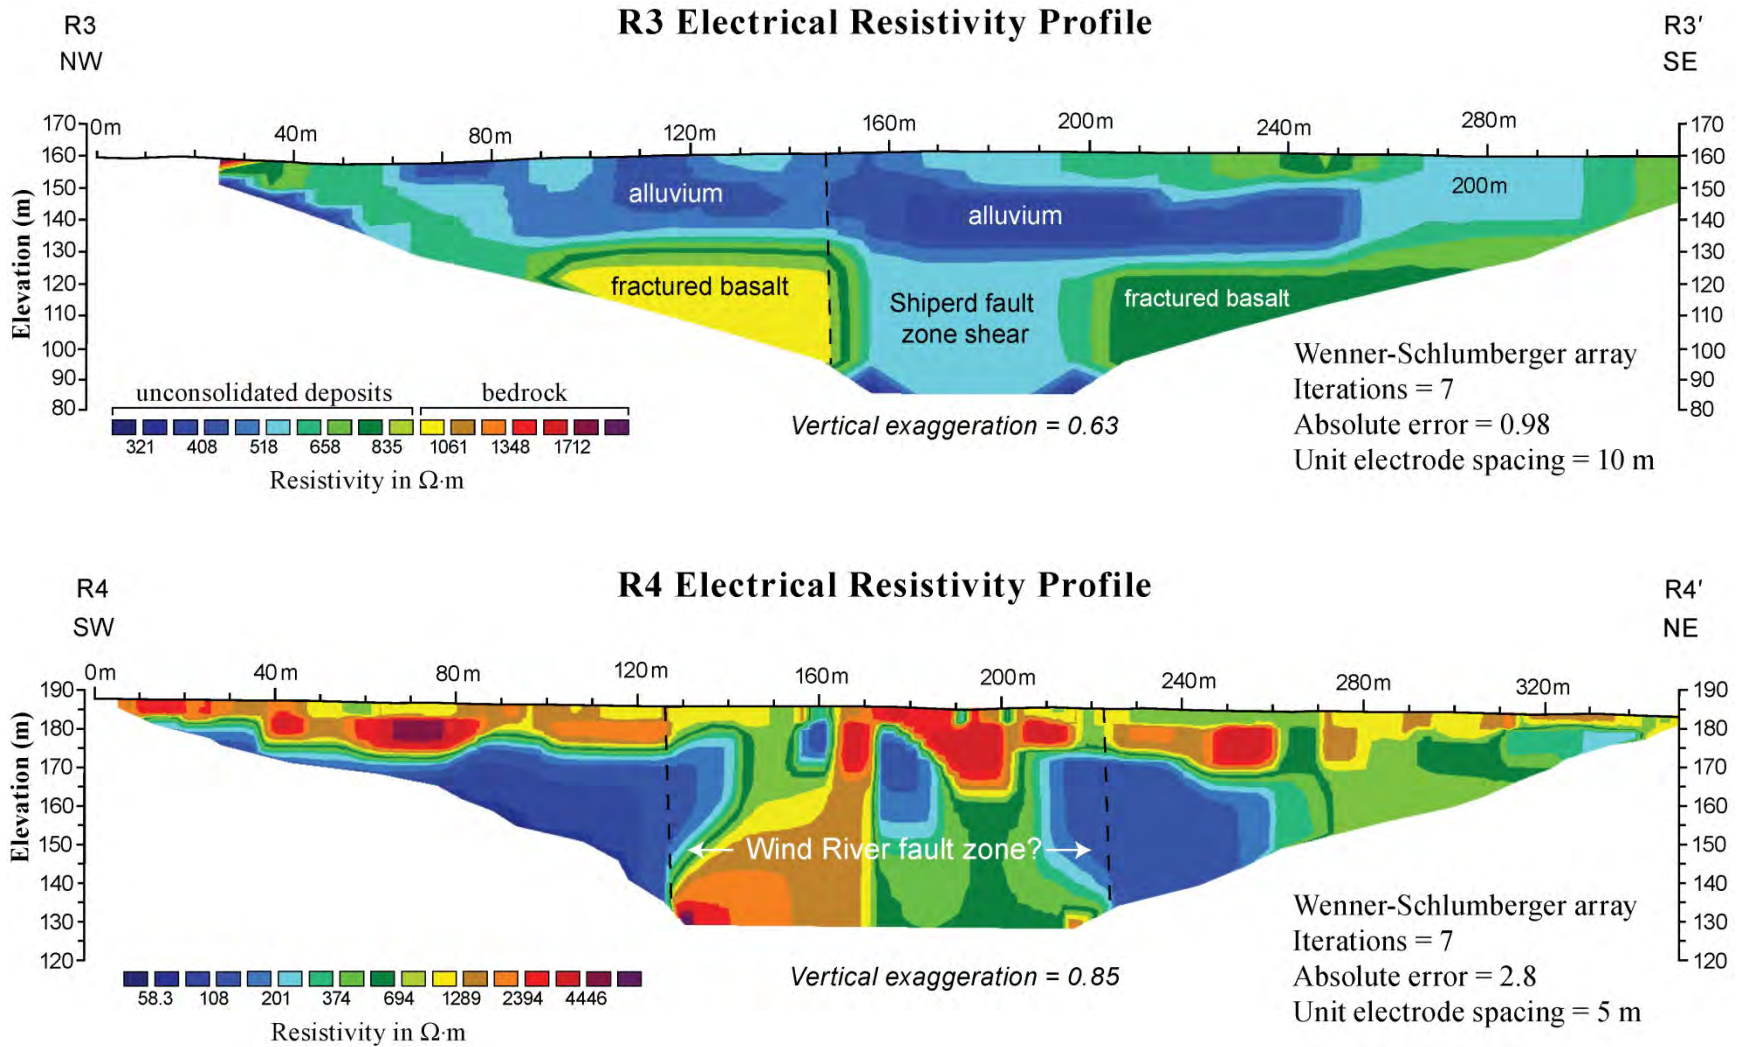 R3 Electrical Resistivity Profile
R3
NW
R3′
SE
0m 40m 80m 120m 160m 200m 240m 280m
170
160
150
140
130
120
110
100
90
80
Elevation (m)
170
160
150
140
130
120
110
100
90
80
alluvium
alluvium
200m
fractured basalt
Shiperd fault
zone shear
fractured basalt
unconsolidated deposits bedrock
321 408 518 658 835 1061 1348 1712
Resistivity in Ω·m
Vertical exaggeration = 0.63
Wenner-Schlumberger array
Iterations = 7
Absolute error = 0.98
Unit electrode spacing = 10 m
R4 Electrical Resistivity Profile
R4
SW
R4′
NE
0m 40m 80m 120m 160m 200m 240m 280m 320m
190
180
170
160
150
140
130
120
Elevation (m)
190
180
170
160
150
140
130
120
Wind River fault zone?
58.3 108 201 374 694 1289 2394 4446
Resistivity in Ω·m
Vertical exaggeration = 0.85
Wenner-Schlumberger array
Iterations = 7
Absolute error = 2.8
Unit electrode spacing = 5 m